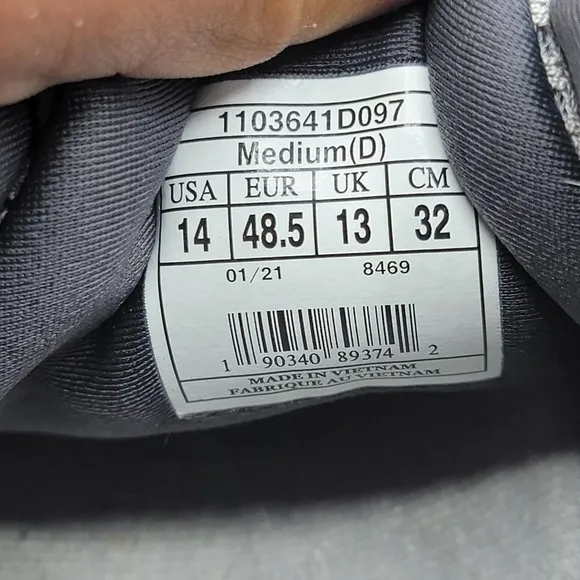 1103641D097
Medium(D)
USA EUR UK CM
14 48.5 13 32
01/21 8469
1 90340 89374 2
MADE IN VIETNAM
FABRIQUE AU VIETNAM